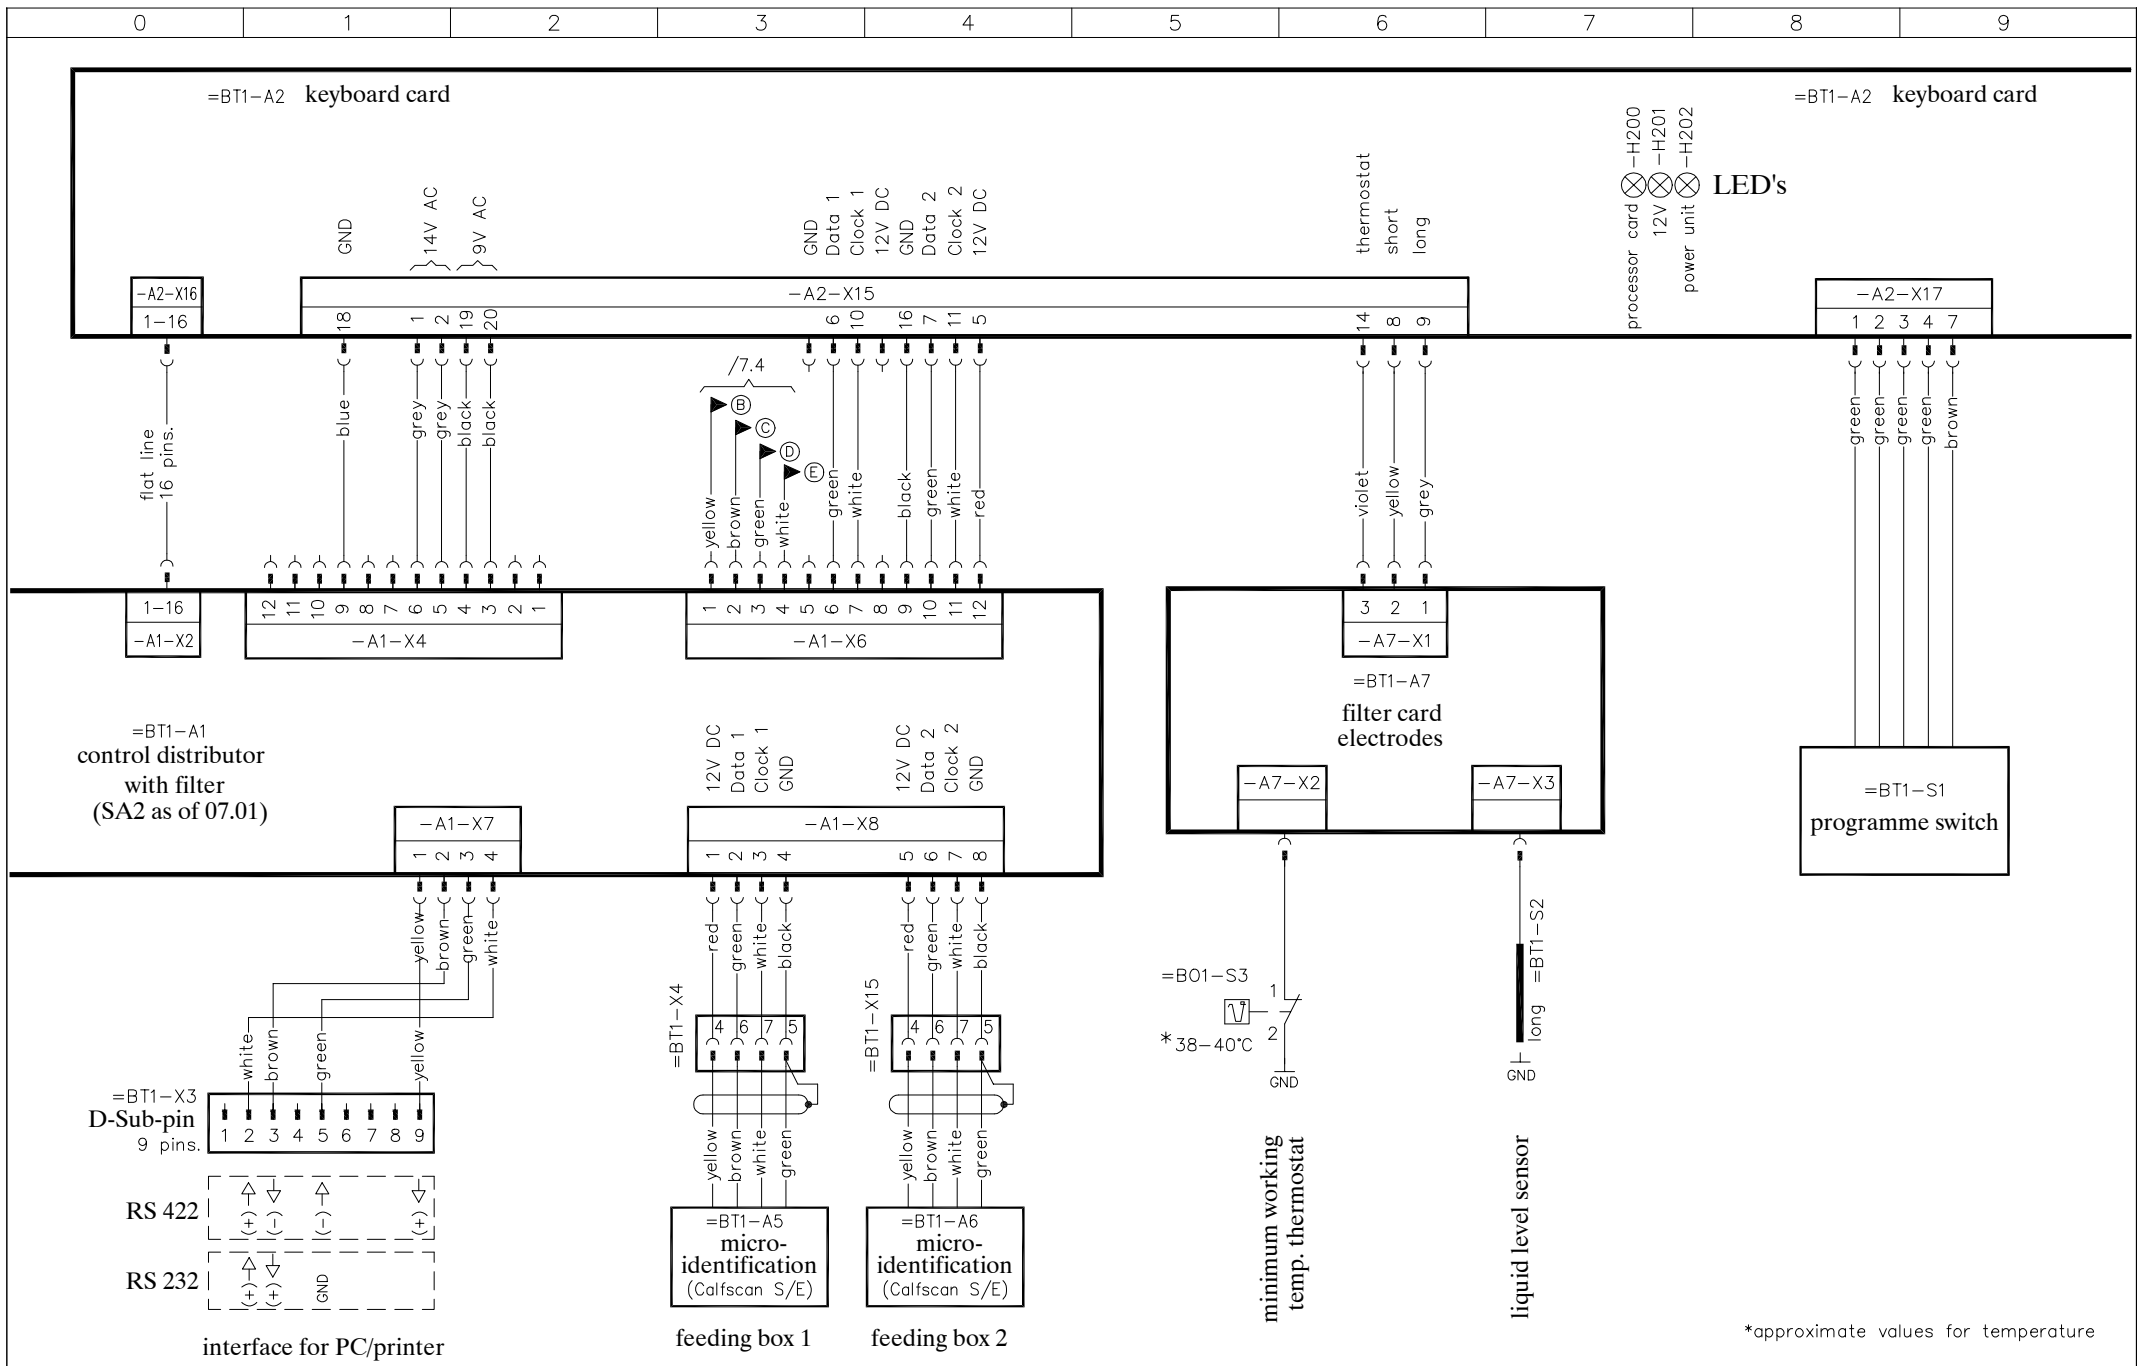 0 1 2 3 4 5 6 7 8 9
=BT1-A2 keyboard card
=BT1-A2 keyboard card
GND
14V AC
9V AC
GND
Data 1
Clock 1
12V DC
GND
Data 2
Clock 2
12V DC
thermostat
short
long
processor card -H200
12V -H201
power unit -H202
LED's
-A2-X16
1-16
-A2-X15
18 1 2 19 20 6 10 16 7 11 5 14 8 9
-A2-X17
1 2 3 4 7
/7.4
B
C
D
E
flat line
16 pins.
blue
grey
grey
black
black
yellow
brown
green
white
green
white
black
green
white
red
violet
yellow
grey
green
green
green
green
brown
1-16
-A1-X2
12 11 10 9 8 7 6 5 4 3 2 1
-A1-X4
1 2 3 4 5 6 7 8 9 10 11 12
-A1-X6
3 2 1
-A7-X1
=BT1-A7
filter card
electrodes
=BT1-A1
control distributor
with filter
(SA2 as of 07.01)
12V DC
Data 1
Clock 1
GND
12V DC
Data 2
Clock 2
GND
-A7-X2
-A7-X3
=BT1-S1
programme switch
-A1-X7
1 2 3 4
-A1-X8
1 2 3 4 5 6 7 8
yellow
brown
green
white
red
green
white
black
red
green
white
black
=BT1-X4
4 6 7 5
=BT1-X15
4 6 7 5
=B01-S3
1
2
*38-40°C
GND
=BT1-S2
long
GND
white
brown
green
yellow
=BT1-X3
D-Sub-pin
9 pins.
1 2 3 4 5 6 7 8 9
yellow
brown
white
green
yellow
brown
white
green
RS 422
(+) (-) (-) (+)
RS 232
(+) (+) GND
interface for PC/printer
=BT1-A5
micro-
identification
(Calfscan S/E)
feeding box 1
=BT1-A6
micro-
identification
(Calfscan S/E)
feeding box 2
minimum working
temp. thermostat
liquid level sensor
*approximate values for temperature